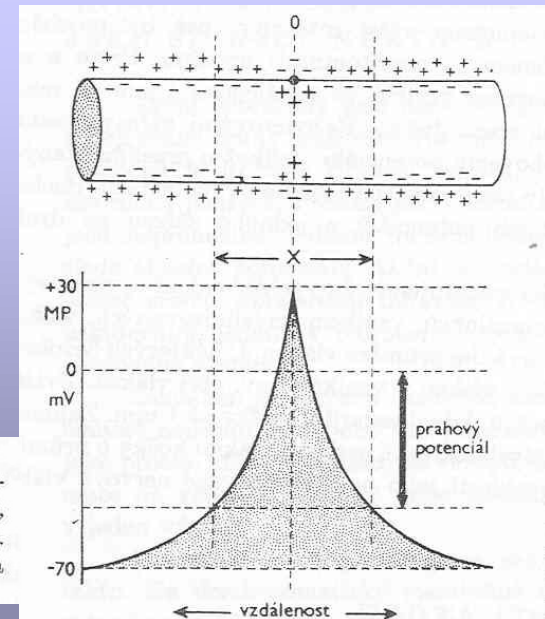 0
X
+30
MP
0
mV
prahový
potenciál
-70
vzdálenost